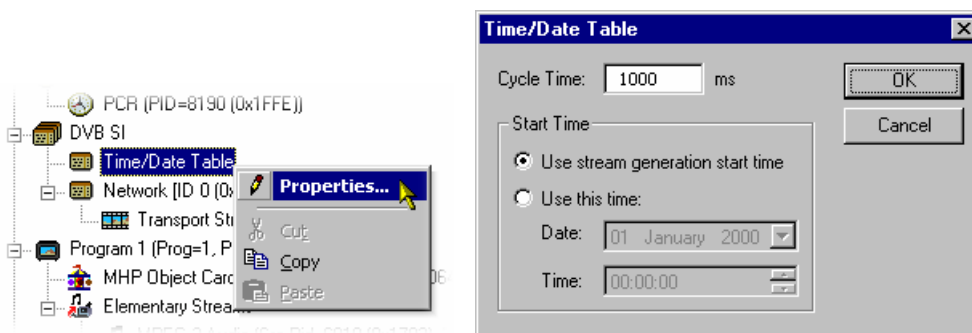 PCR (PID=8190 (0x1FFE))
DVB SI
Time/Date Table
Network [ID 0 (0x
Transport Str
Program 1 (Prog=1, P
MHP Object Caro
Elementary Strea
Properties...
Cut
Copy
Paste
Time/Date Table
Cycle Time: 1000 ms
OK
Cancel
Start Time
Use stream generation start time
Use this time:
Date: 01 January 2000
Time: 00:00:00